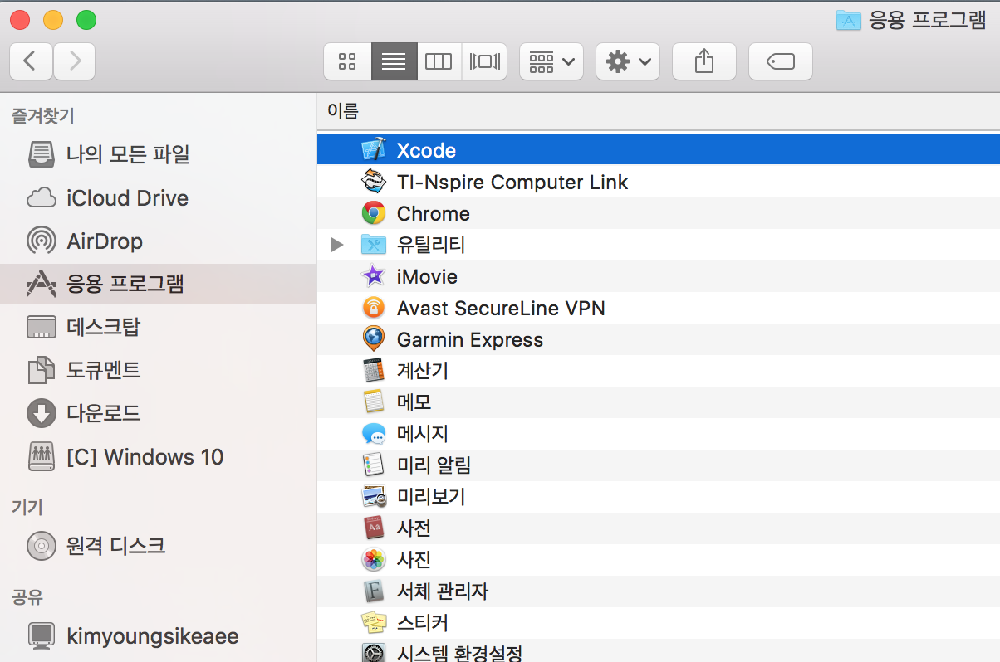 응용 프로그램
즐겨찾기
나의 모든 파일
iCloud Drive
AirDrop
응용 프로그램
데스크탑
도큐멘트
다운로드
[C] Windows 10
기기
원격 디스크
공유
kimyoungsikeaee
이름
Xcode
TI-Nspire Computer Link
Chrome
유틸리티
iMovie
Avast SecureLine VPN
Garmin Express
계산기
메모
메시지
미리 알림
미리보기
사전
사진
서체 관리자
스티커
시스템 환경설정